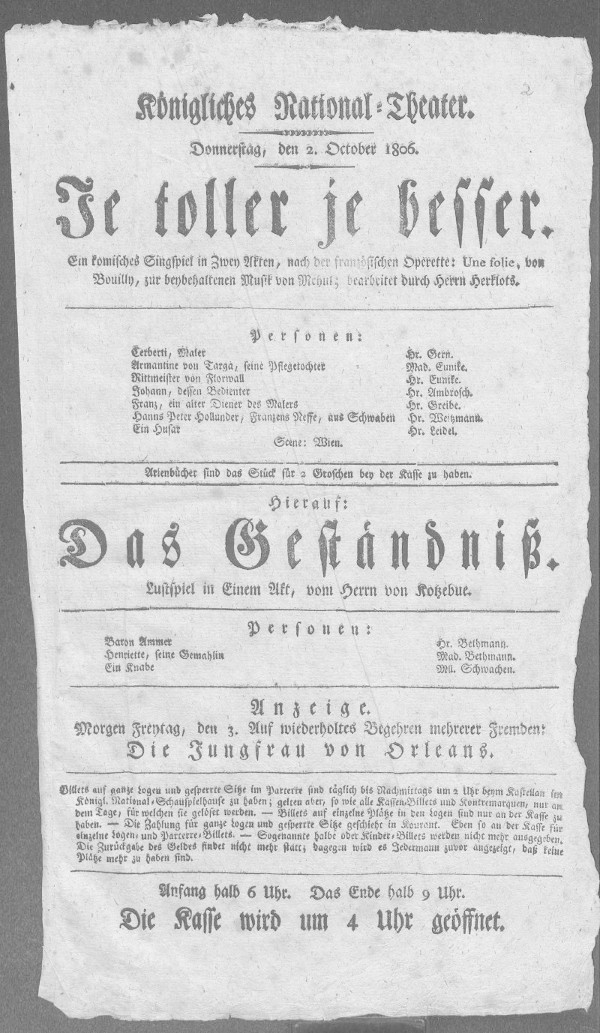 2
Königliches National-Theater.
Donnerstag, den 2. October 1806.
Je toller je besser.
Ein komisches Singspiel in Zwey Akten, nach der französischen Operette: Une folie, von
Bouilly, zur beybehaltenen Musik von Mehul; bearbeitet durch Herrn Herklots.
Personen:
Cerberti, Maler Hr. Gern.
Armantine von Targa, seine Pflegetochter Mad. Eunike.
Rittmeister von Florwall Hr. Eunike.
Johann, dessen Bedienter Hr. Ambrosch.
Franz, ein alter Diener des Malers Hr. Greibe.
Hanns Peter Holländer, Franzens Neffe, aus Schwaben Hr. Weitzmann.
Ein Husar Hr. Leidel.
Scene: Wien.
Arienbücher sind das Stück für 2 Groschen bey der Kasse zu haben.
Hierauf:
Das Geständniß.
Lustspiel in Einem Akt, vom Herrn von Kotzebue.
Personen:
Baron Ammer Hr. Bethmann.
Henriette, seine Gemahlin Mad. Bethmann.
Ein Knabe Mll. Schwachen.
Anzeige.
Morgen Freytag, den 3. Auf wiederholtes Begehren mehrerer Fremden:
Die Jungfrau von Orleans.
Billets auf ganze Logen und gesperrte Sitze im Parterre sind täglich bis Nachmittags um 2 Uhr beym Kastellan im
Königl. National-Schauspielhause zu haben; gelten aber, so wie alle Kassen-Billets und Kontremarquen, nur an
dem Tage, für welchen sie gelöset werden. — Billets auf einzelne Plätze in den Logen sind nur an der Kasse zu
haben. — Die Zahlung für ganze Logen und gesperrte Sitze geschieht in Kourant. Eben so an der Kasse für
einzelne Logen- und Parterre-Billets. — Sogenannte halbe oder Kinder-Billets werden nicht mehr ausgegeben.
Die Zurückgabe des Geldes findet nicht mehr statt; dagegen wird es Jedermann zuvor angezeigt, daß keine
Plätze mehr zu haben sind.
Anfang halb 6 Uhr. Das Ende halb 9 Uhr.
Die Kasse wird um 4 Uhr geöffnet.